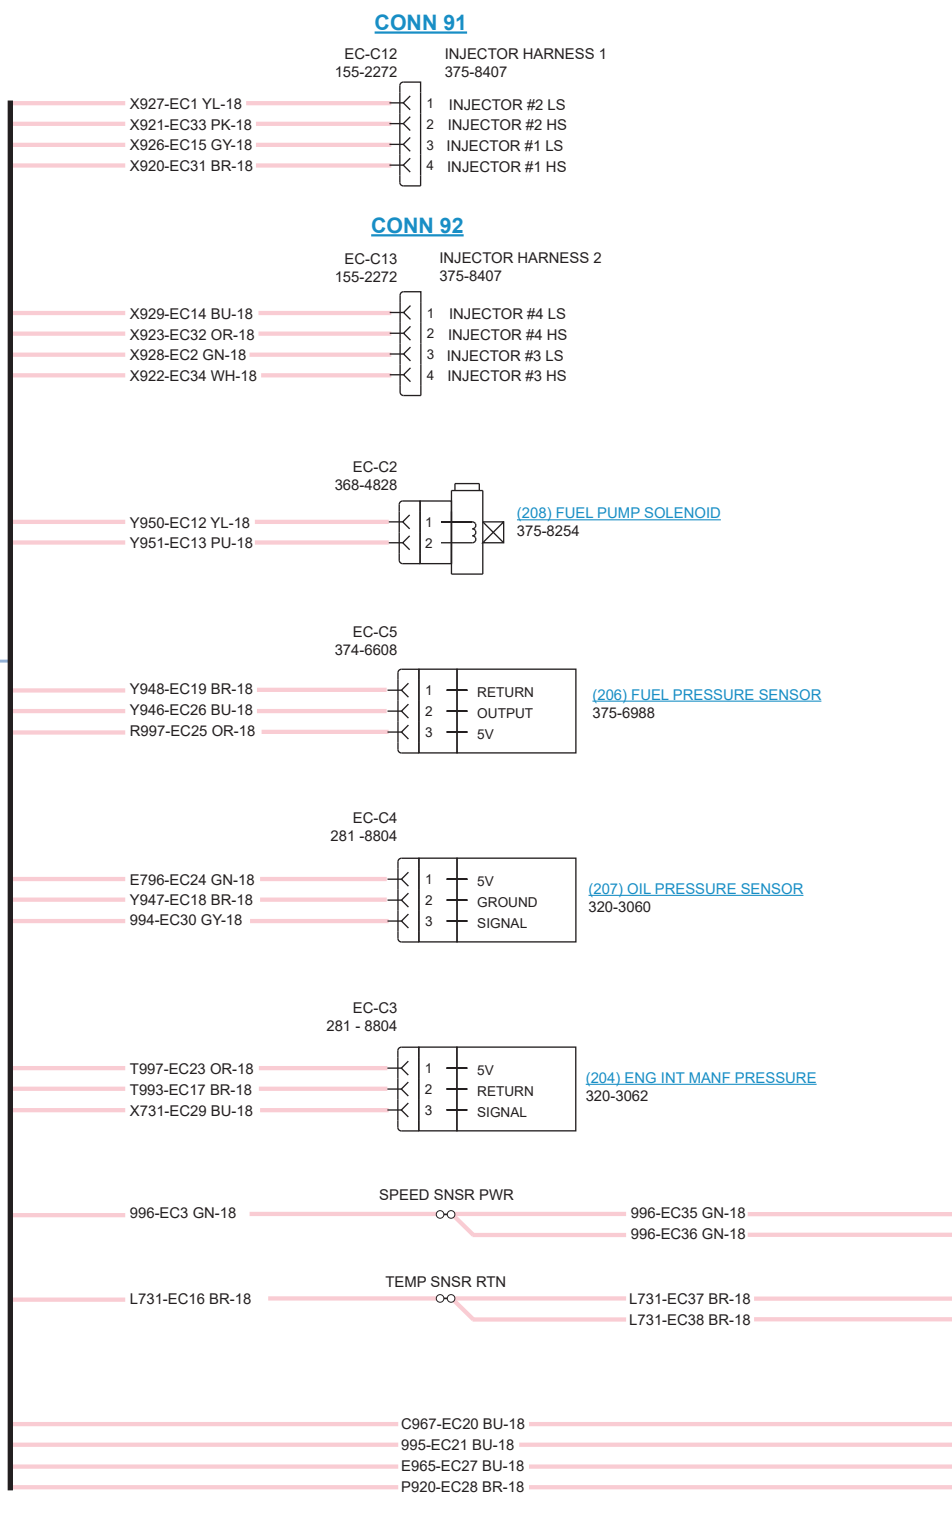 CONN 91
EC-C12 INJECTOR HARNESS 1
155-2272 375-8407
X927-EC1 YL-18 1 INJECTOR #2 LS
X921-EC33 PK-18 2 INJECTOR #2 HS
X926-EC15 GY-18 3 INJECTOR #1 LS
X920-EC31 BR-18 4 INJECTOR #1 HS
CONN 92
EC-C13 INJECTOR HARNESS 2
155-2272 375-8407
X929-EC14 BU-18 1 INJECTOR #4 LS
X923-EC32 OR-18 2 INJECTOR #4 HS
X928-EC2 GN-18 3 INJECTOR #3 LS
X922-EC34 WH-18 4 INJECTOR #3 HS
EC-C2
368-4828
(208) FUEL PUMP SOLENOID
375-8254
Y950-EC12 YL-18 1
Y951-EC13 PU-18 2
EC-C5
374-6608
Y948-EC19 BR-18 1 RETURN
Y946-EC26 BU-18 2 OUTPUT
R997-EC25 OR-18 3 5V
(206) FUEL PRESSURE SENSOR
375-6988
EC-C4
281 -8804
E796-EC24 GN-18 1 5V
Y947-EC18 BR-18 2 GROUND
994-EC30 GY-18 3 SIGNAL
(207) OIL PRESSURE SENSOR
320-3060
EC-C3
281 - 8804
T997-EC23 OR-18 1 5V
T993-EC17 BR-18 2 RETURN
X731-EC29 BU-18 3 SIGNAL
(204) ENG INT MANF PRESSURE
320-3062
SPEED SNSR PWR
996-EC3 GN-18 996-EC35 GN-18
996-EC36 GN-18
TEMP SNSR RTN
L731-EC16 BR-18 L731-EC37 BR-18
L731-EC38 BR-18
C967-EC20 BU-18
995-EC21 BU-18
E965-EC27 BU-18
P920-EC28 BR-18